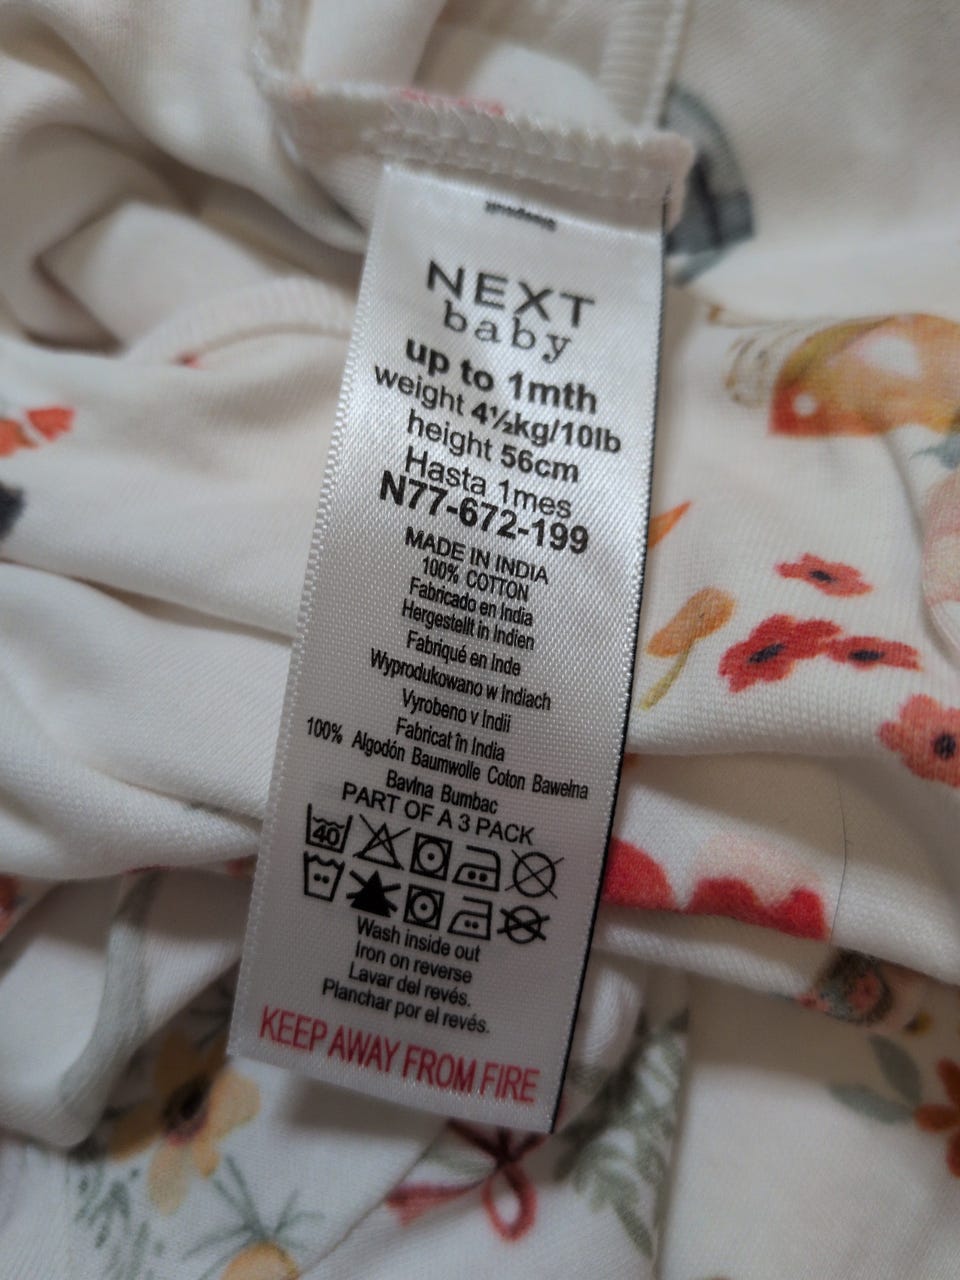 NEXT
baby
up to 1mth
weight 4½kg/10lb
height 56cm
Hasta 1mes
N77-672-199
MADE IN INDIA
100% COTTON
Fabricado en India
Hergestellt in Indien
Fabriqué en Inde
Wyprodukowano w Indiach
Vyrobeno v Indii
Fabricat în India
100% Algodón Baumwolle Coton Bawełna
Bavlna Bumbac
PART OF A 3 PACK
40
Wash inside out
Iron on reverse
Lavar del revés.
Planchar por el revés.
KEEP AWAY FROM FIRE